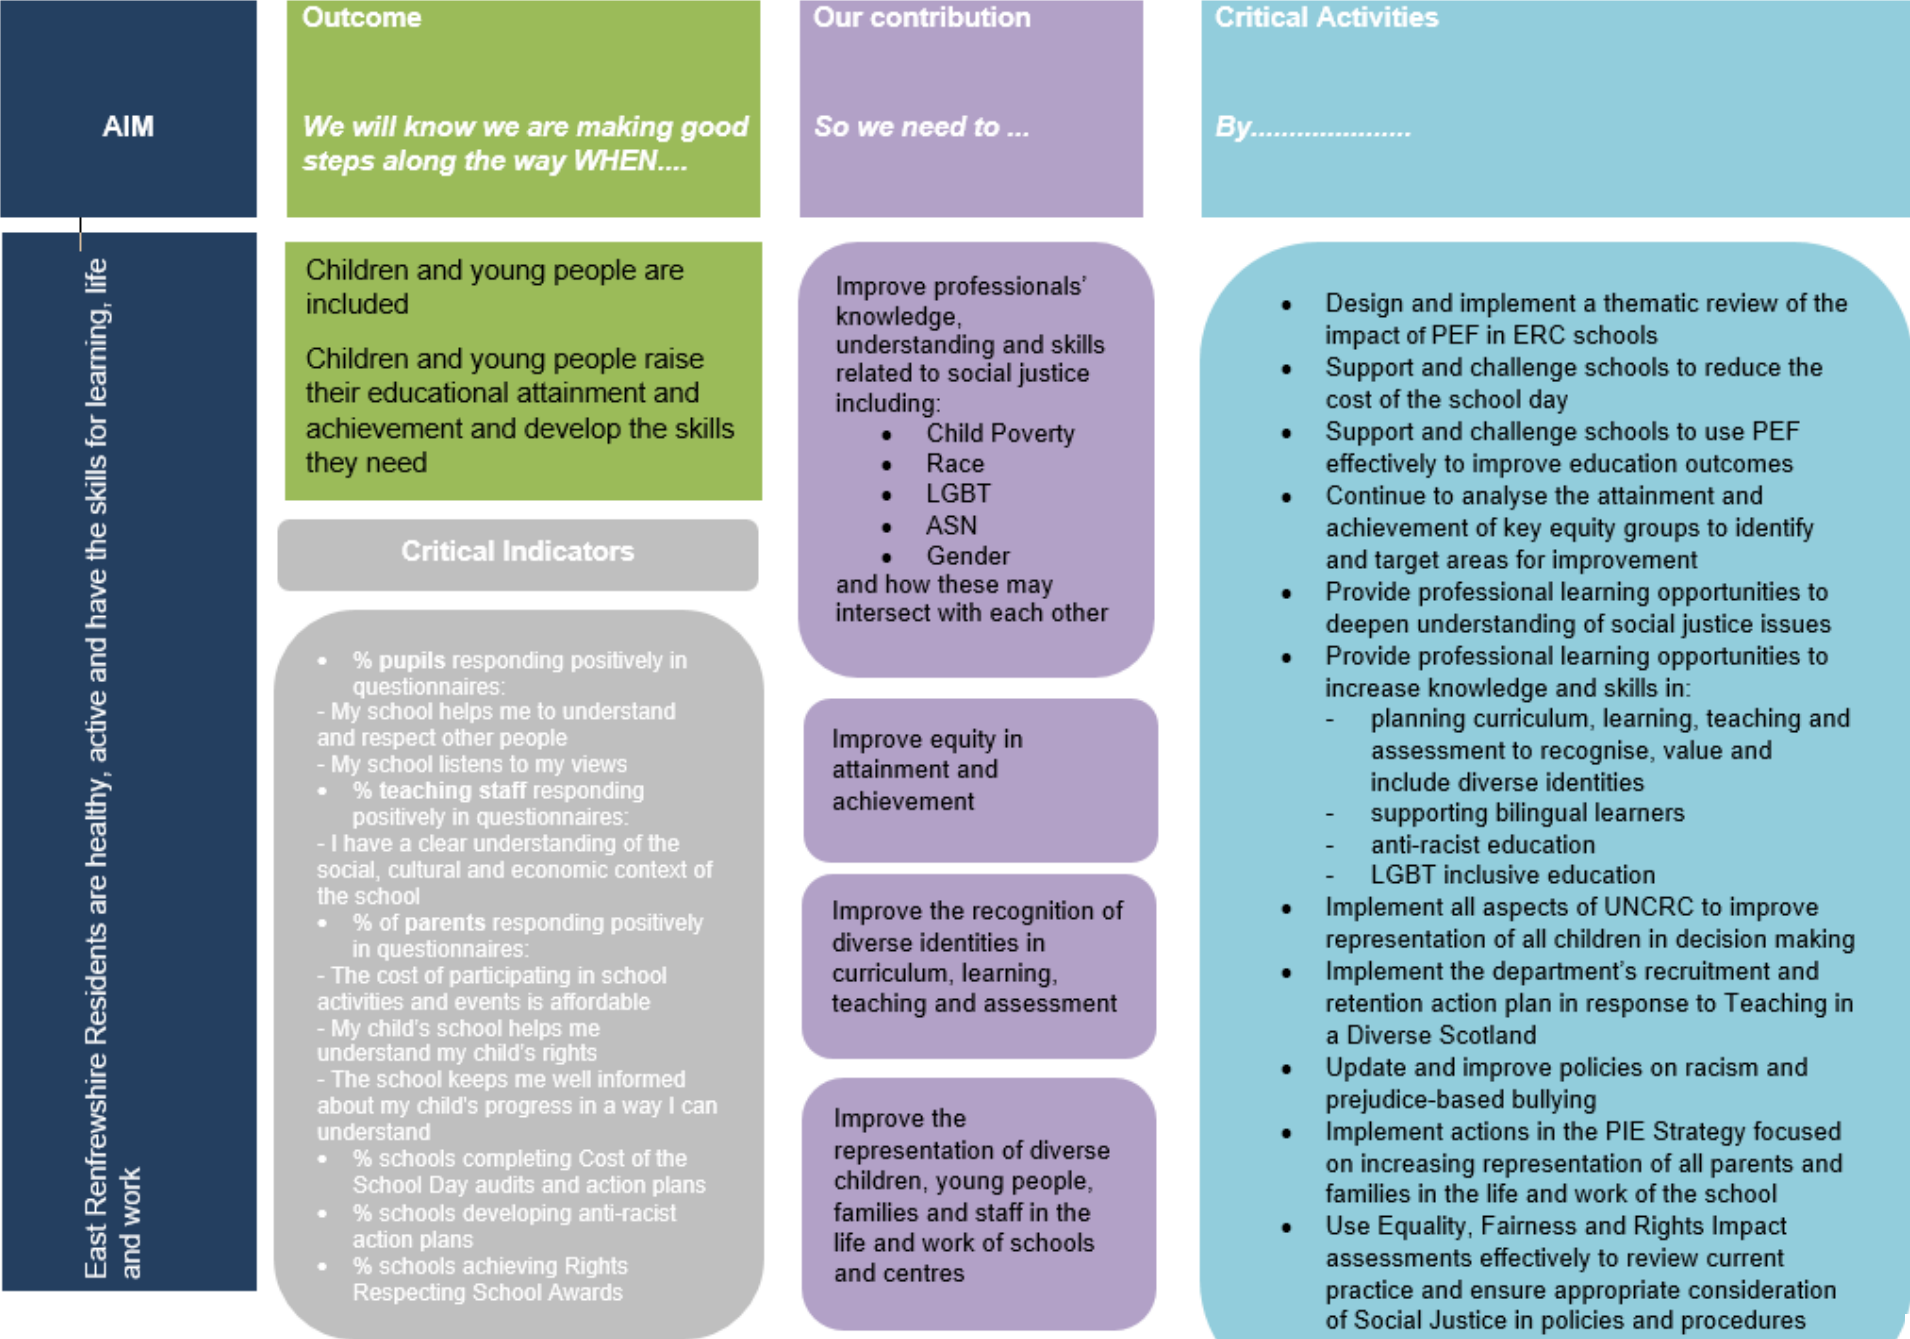 AIM
Outcome
We will know we are making good
steps along the way WHEN....
Our contribution
So we need to ...
Critical Activities
By.....................
East Renfrewshire Residents are healthy, active and have the skills for learning, life
and work
Children and young people are
included
Children and young people raise
their educational attainment and
achievement and develop the skills
they need
Critical Indicators
• % pupils responding positively in
questionnaires:
- My school helps me to understand
and respect other people
- My school listens to my views
• % teaching staff responding
positively in questionnaires:
- I have a clear understanding of the
social, cultural and economic context of
the school
• % of parents responding positively
in questionnaires:
- The cost of participating in school
activities and events is affordable
- My child's school helps me
understand my child's rights
- The school keeps me well informed
about my child's progress in a way I can
understand
• % schools completing Cost of the
School Day audits and action plans
• % schools developing anti-racist
action plans
• % schools achieving Rights
Respecting School Awards
Improve professionals'
knowledge,
understanding and skills
related to social justice
including:
• Child Poverty
• Race
• LGBT
• ASN
• Gender
and how these may
intersect with each other
Improve equity in
attainment and
achievement
Improve the recognition of
diverse identities in
curriculum, learning,
teaching and assessment
Improve the
representation of diverse
children, young people,
families and staff in the
life and work of schools
and centres
• Design and implement a thematic review of the
impact of PEF in ERC schools
• Support and challenge schools to reduce the
cost of the school day
• Support and challenge schools to use PEF
effectively to improve education outcomes
• Continue to analyse the attainment and
achievement of key equity groups to identify
and target areas for improvement
• Provide professional learning opportunities to
deepen understanding of social justice issues
• Provide professional learning opportunities to
increase knowledge and skills in:
- planning curriculum, learning, teaching and
assessment to recognise, value and
include diverse identities
- supporting bilingual learners
- anti-racist education
- LGBT inclusive education
• Implement all aspects of UNCRC to improve
representation of all children in decision making
• Implement the department's recruitment and
retention action plan in response to Teaching in
a Diverse Scotland
• Update and improve policies on racism and
prejudice-based bullying
• Implement actions in the PIE Strategy focused
on increasing representation of all parents and
families in the life and work of the school
• Use Equality, Fairness and Rights Impact
assessments effectively to review current
practice and ensure appropriate consideration
of Social Justice in policies and procedures